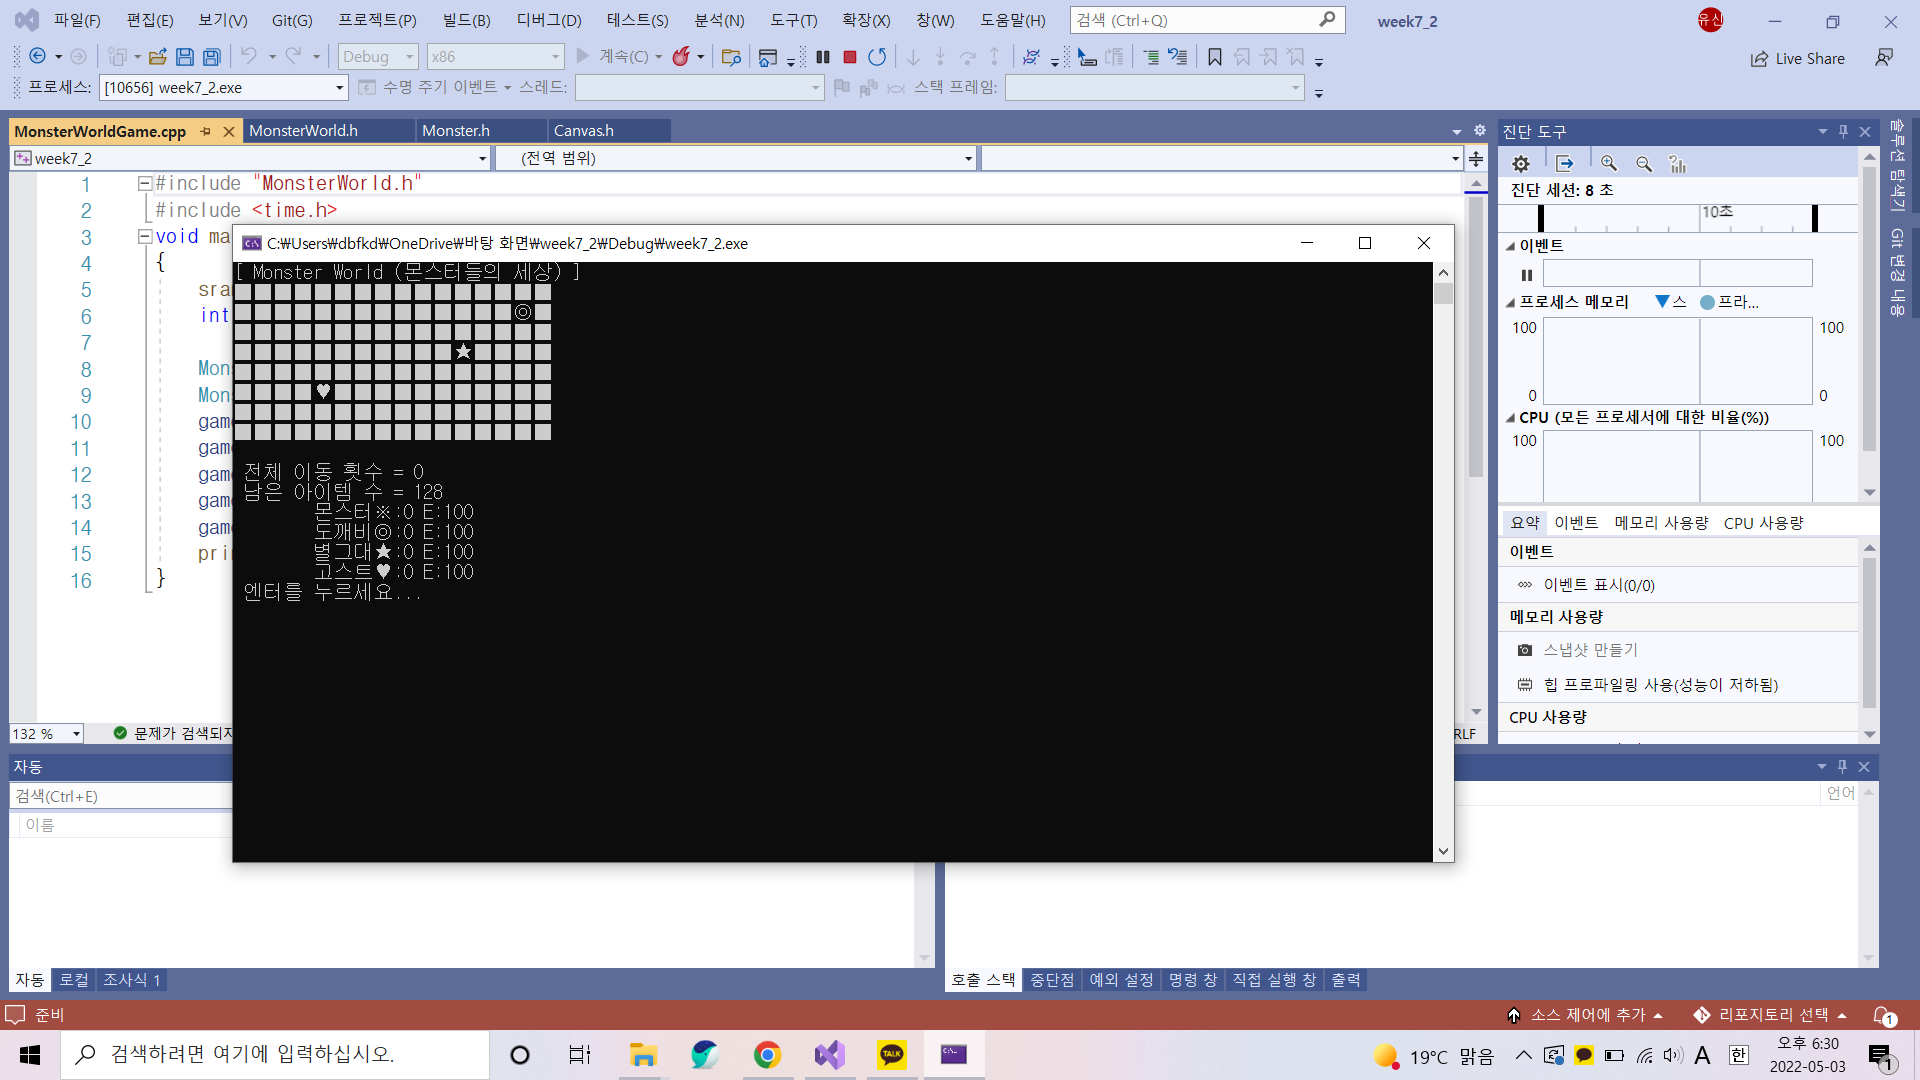 파일(F) 편집(E) 보기(V) Git(G) 프로젝트(P) 빌드(B) 디버그(D) 테스트(S) 분석(N) 도구(T) 확장(X) 창(W) 도움말(H) 검색 (Ctrl+Q) week7_2 유신
Debug x86 계속(C) Live Share
프로세스: [10656] week7_2.exe 수명 주기 이벤트 스레드: 스택 프레임:
MonsterWorldGame.cpp MonsterWorld.h Monster.h Canvas.h
week7_2 (전역 범위)
1 #include "MonsterWorld.h"
2 #include <time.h>
3 void ma
4 {
5 sra
6 int
7
8 Mon
9 Mon
10 game
11 game
12 game
13 game
14 game
15 prin
16 }
C:\Users\dbfkd\OneDrive\바탕 화면\week7_2\Debug\week7_2.exe
[ Monster World (몬스터들의 세상) ]
■■■■■■■■■■■■■■■■
■■■■■■■■■■■■■■◎■
■■■■■■■■■■■■■■■■
■■■■■■■■■■■★■■■■
■■■■■■■■■■■■■■■■
■■■■♥■■■■■■■■■■■
■■■■■■■■■■■■■■■■
■■■■■■■■■■■■■■■■
전체 이동 횟수 = 0
남은 아이템 수 = 128
몬스터※:0 E:100
도깨비◎:0 E:100
별그대★:0 E:100
고스트♥:0 E:100
엔터를 누르세요...
132 % 문제가 검색되지 RLF
진단 도구
진단 세션: 8 초
10초
이벤트
프로세스 메모리 스 프라...
100 100
0 0
CPU (모든 프로세서에 대한 비율(%))
100 100
요약 이벤트 메모리 사용량 CPU 사용량
이벤트
이벤트 표시(0/0)
메모리 사용량
스냅샷 만들기
힙 프로파일링 사용(성능이 저하됨)
CPU 사용량
솔루션 탐색기
Git 변경 내용
자동
검색(Ctrl+E)
이름
언어
자동 로컬 조사식 1
호출 스택 중단점 예외 설정 명령 창 직접 실행 창 출력
준비 소스 제어에 추가 리포지토리 선택 1
검색하려면 여기에 입력하십시오.
TALK
19°C 맑음 A 한
오후 6:30
2022-05-03
1